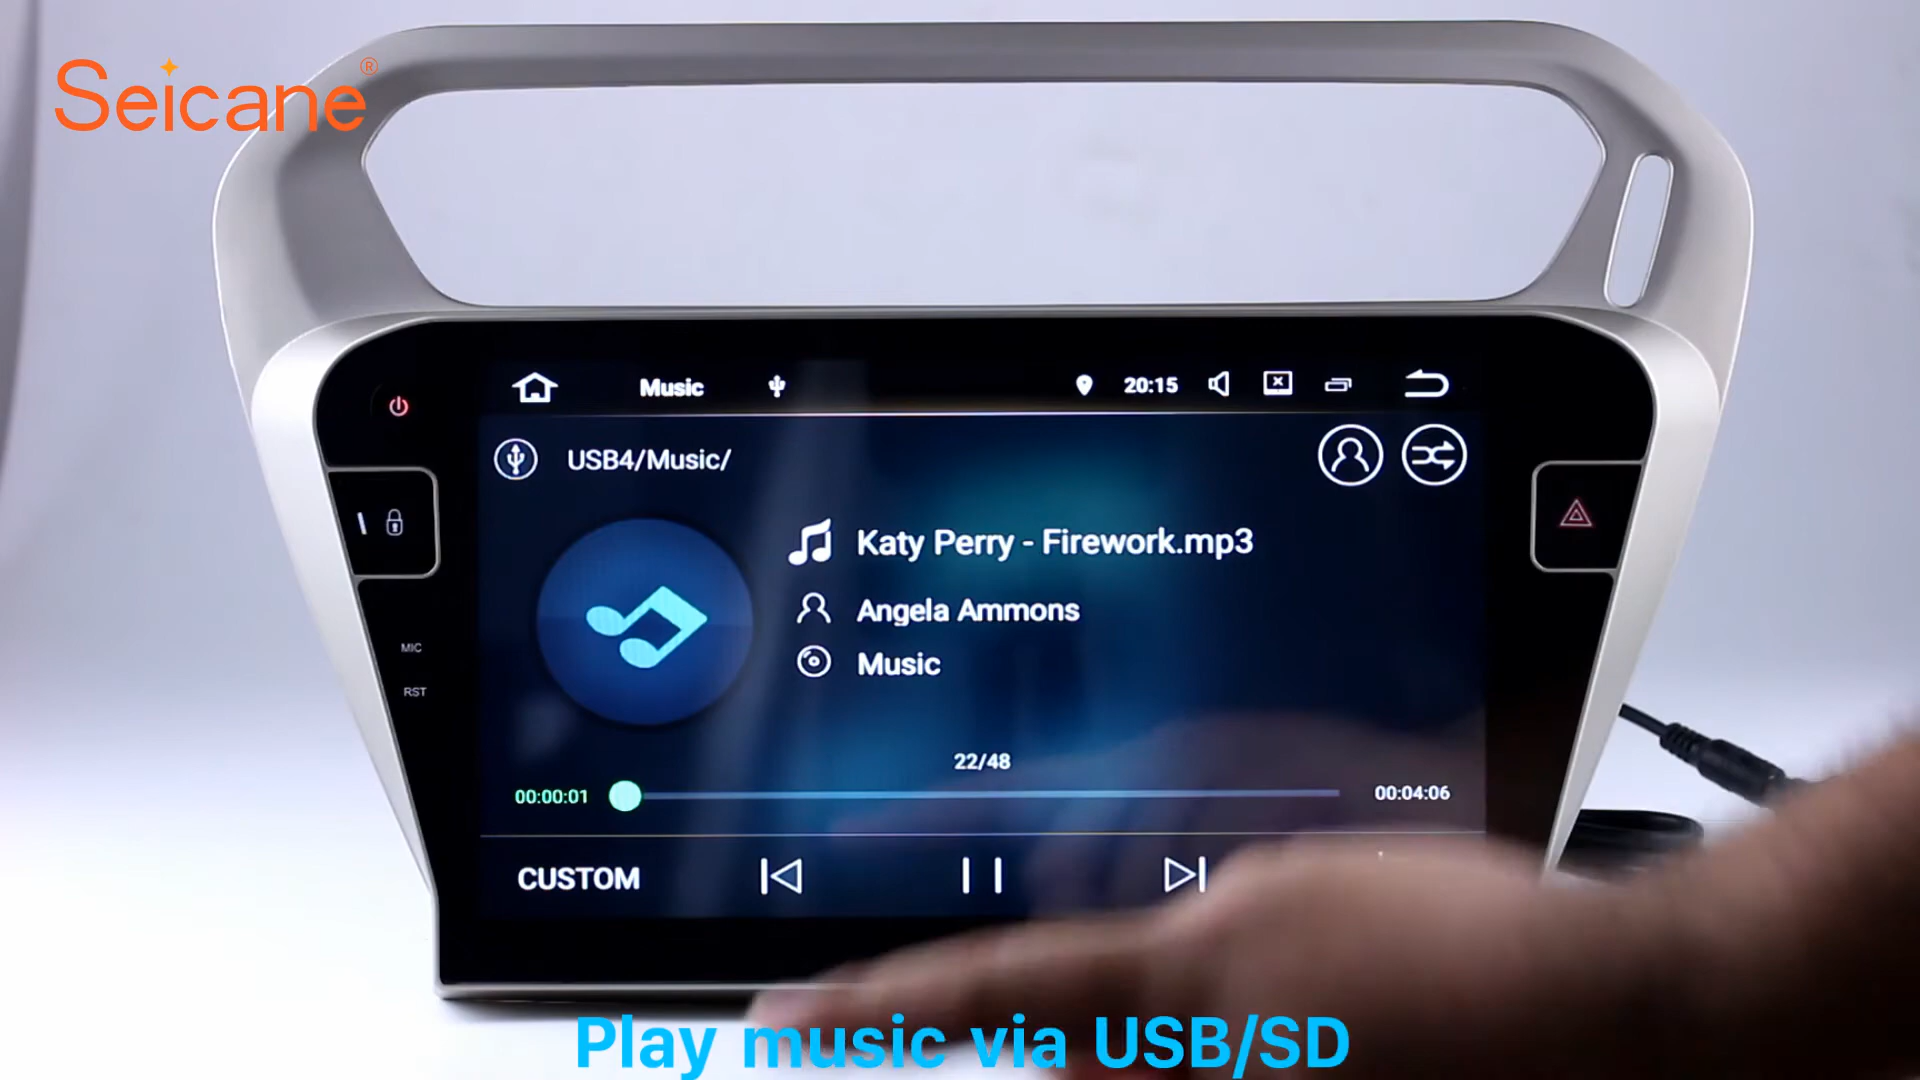 Seicane®
Music
20:15
USB4/Music/
Katy Perry - Firework.mp3
Angela Ammons
Music
MIC
RST
22/48
00:00:01
00:04:06
CUSTOM
Play music via USB/SD